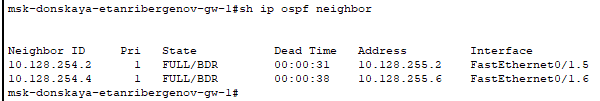 msk-donskaya-etanribergenov-gw-1#sh ip ospf neighbor
Neighbor ID Pri State Dead Time Address Interface
10.128.254.2 1 FULL/BDR 00:00:31 10.128.255.2 FastEthernet0/1.5
10.128.254.4 1 FULL/BDR 00:00:38 10.128.255.6 FastEthernet0/1.6
msk-donskaya-etanribergenov-gw-1#